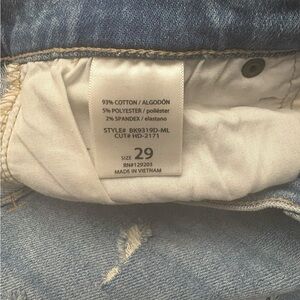 93% COTTON / ALGODÓN
5% POLYESTER / poliéster
2% SPANDEX / elastano
STYLE# BK9319D-ML
CUT# HD-2171
SIZE 29
RN#129203
MADE IN VIETNAM